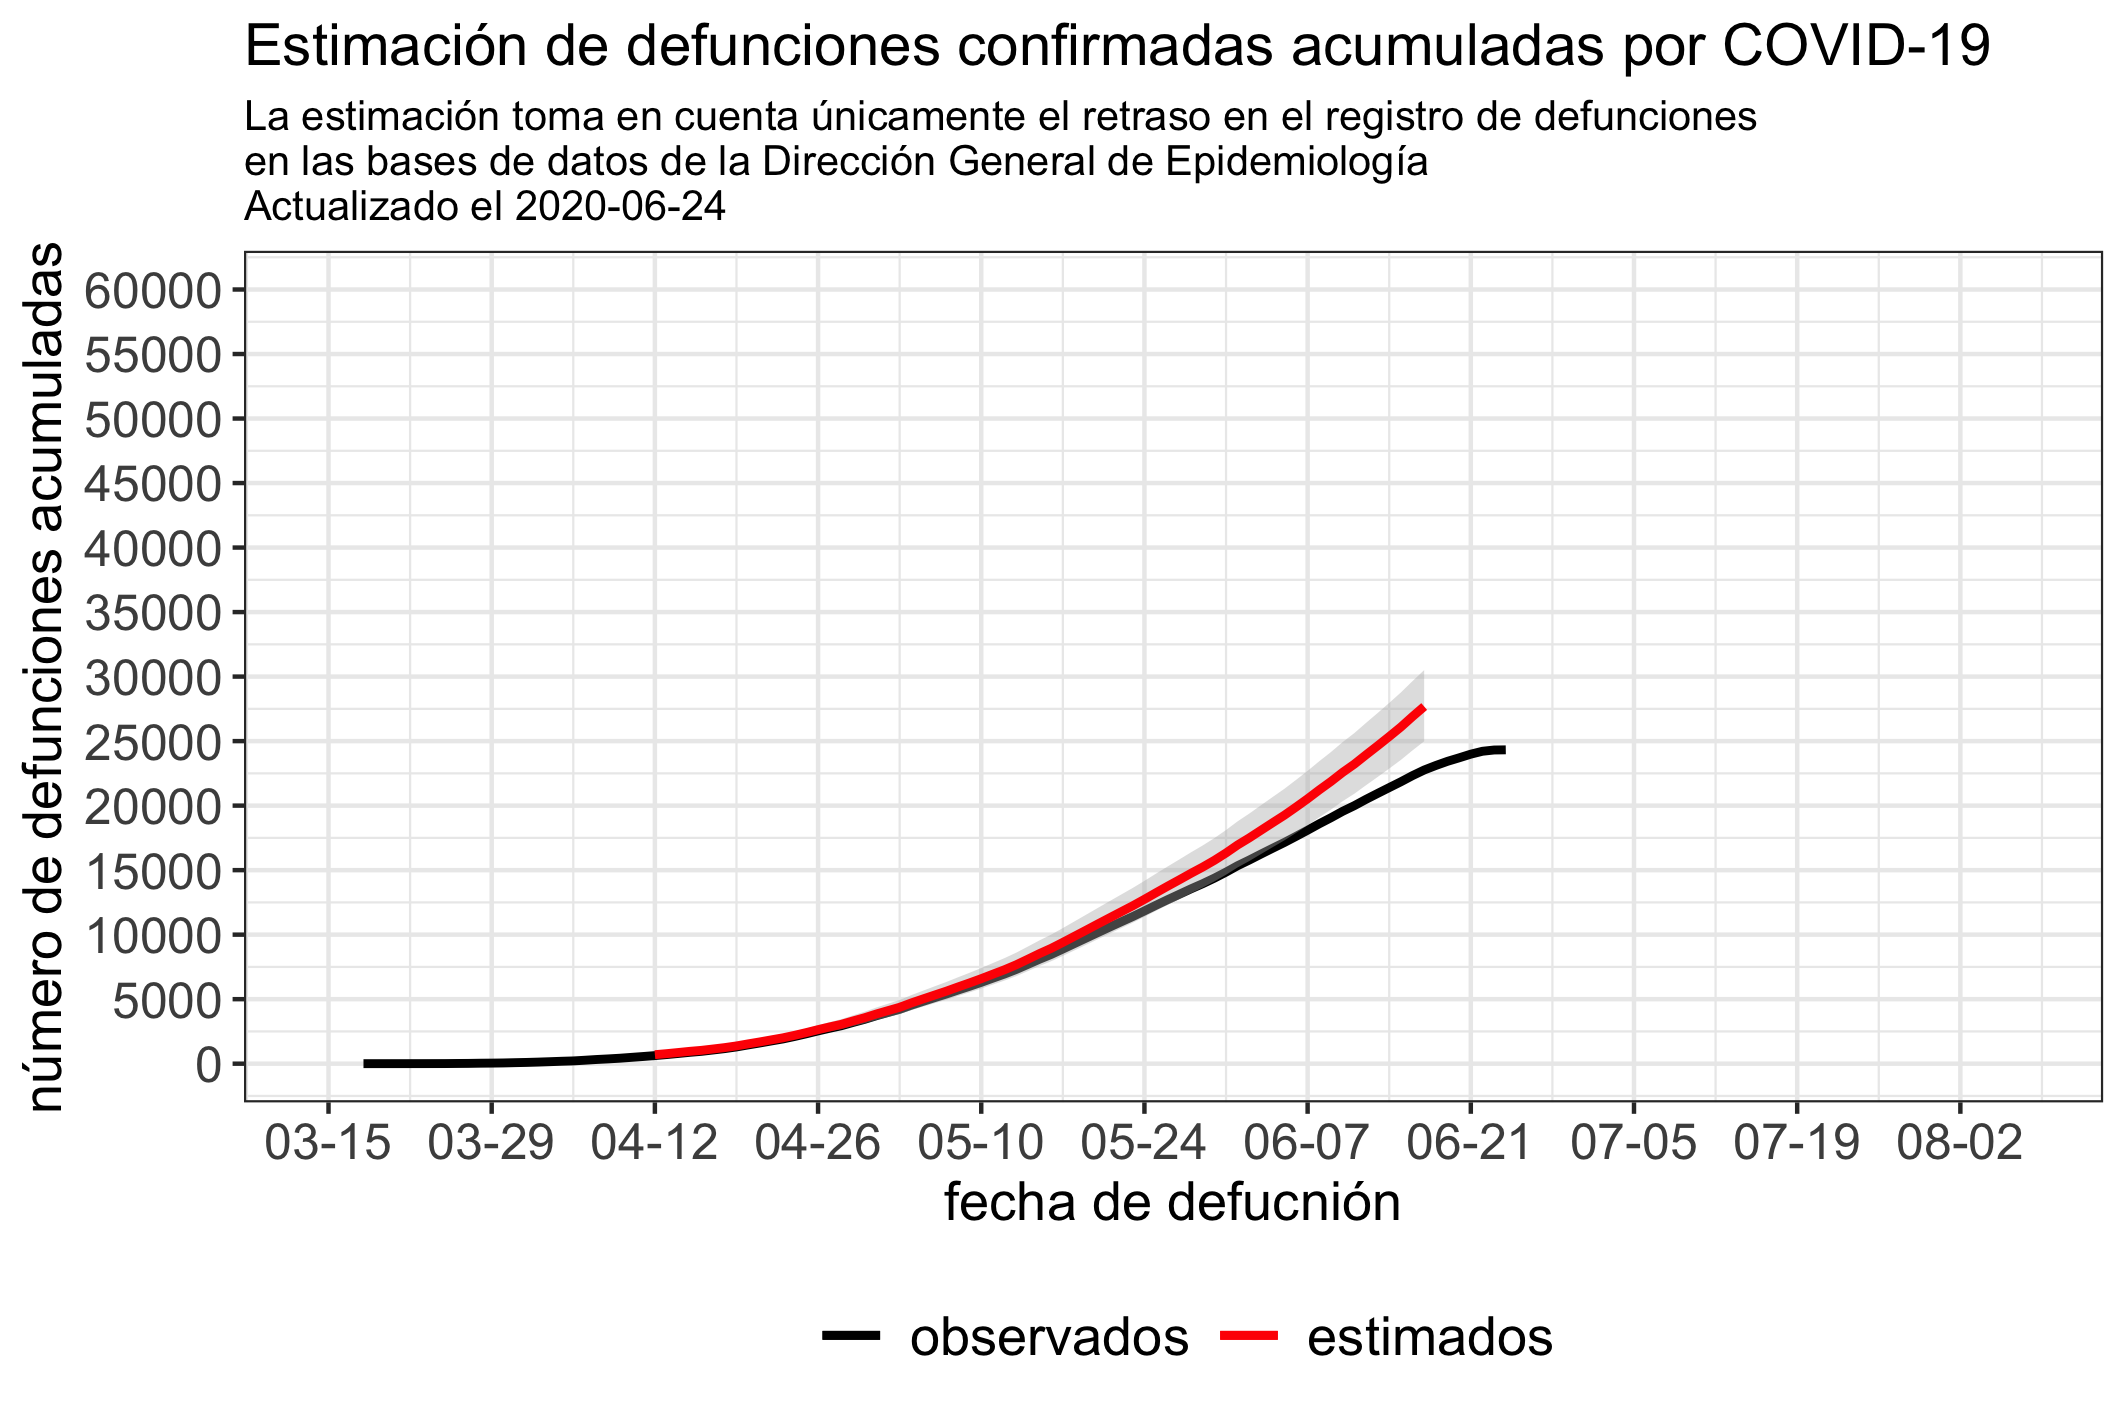 Estimación de defunciones confirmadas acumuladas por COVID-19
La estimación toma en cuenta únicamente el retraso en el registro de defunciones
en las bases de datos de la Dirección General de Epidemiología
Actualizado el 2020-06-24
número de defunciones acumuladas
60000
55000
50000
45000
40000
35000
30000
25000
20000
15000
10000
5000
0
03-15 03-29 04-12 04-26 05-10 05-24 06-07 06-21 07-05 07-19 08-02
fecha de defucnión
observados estimados